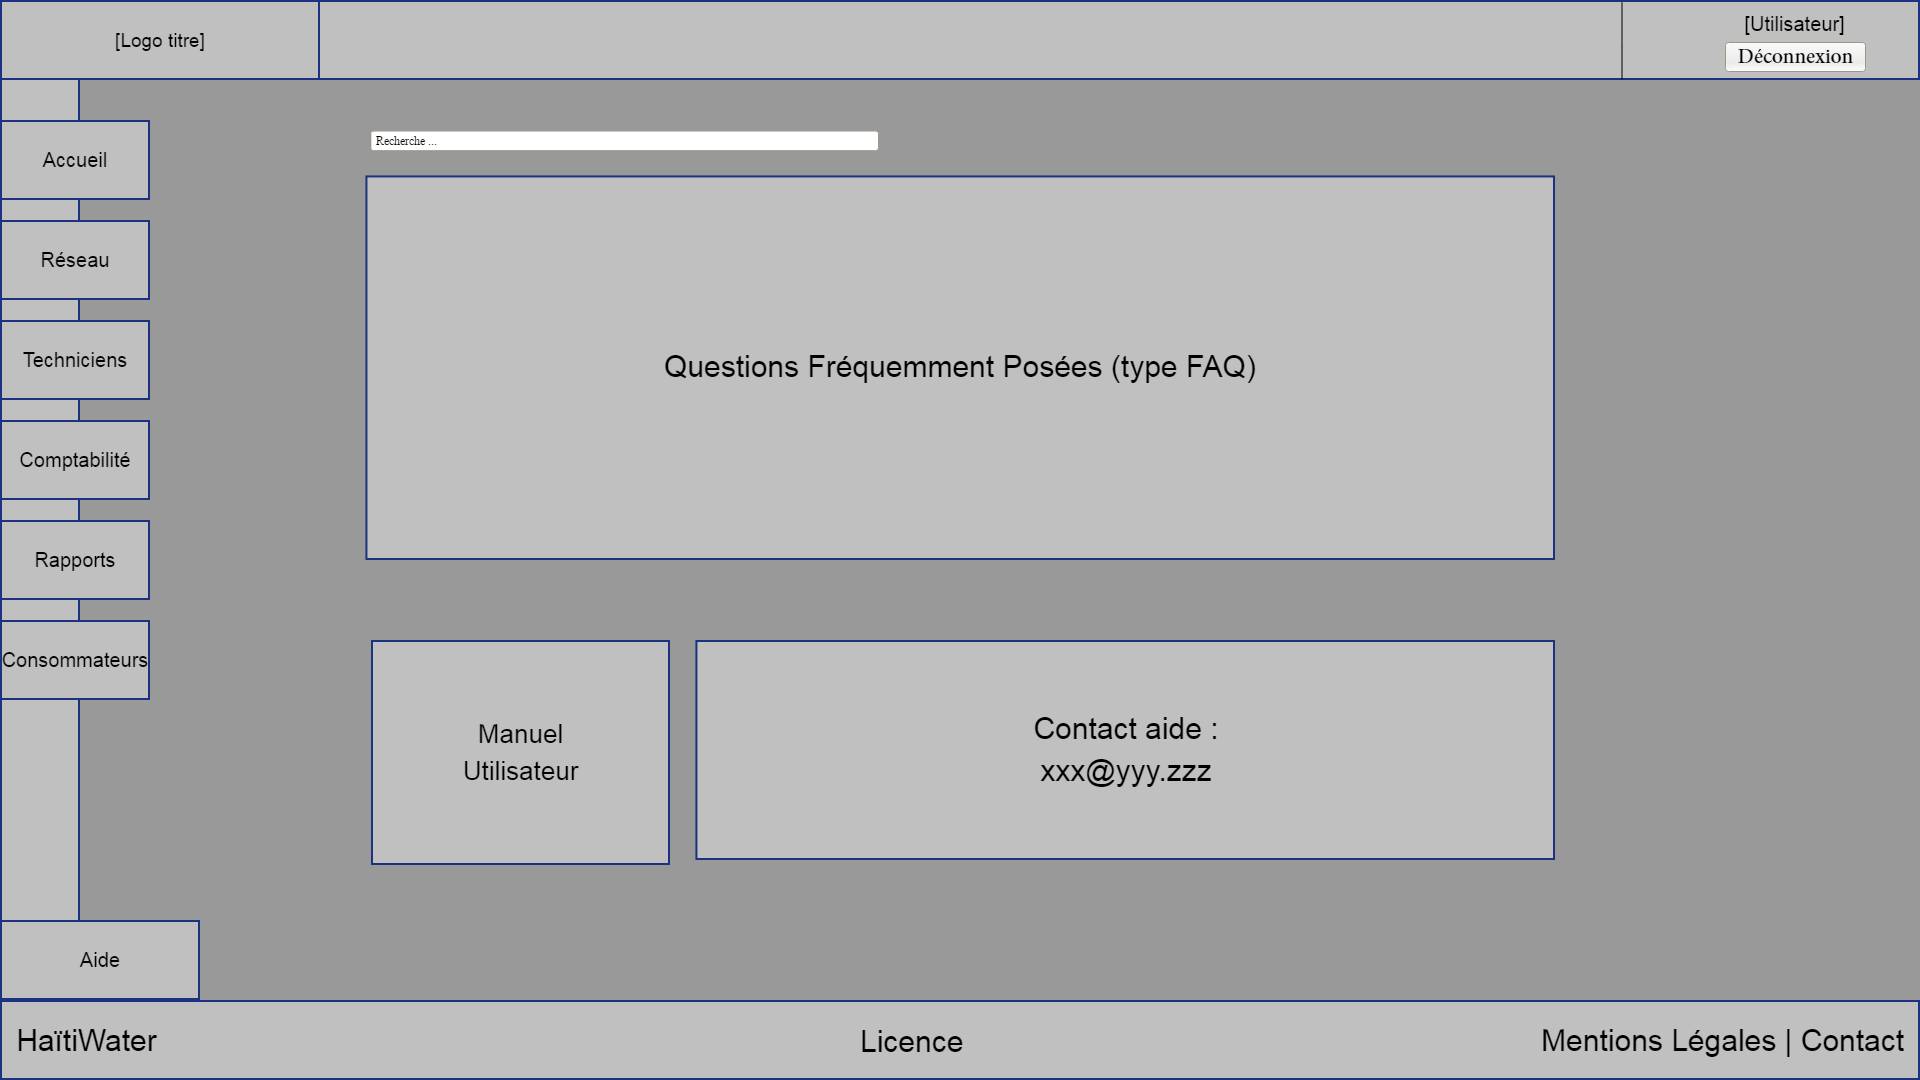 [Logo titre]
[Utilisateur]
Déconnexion
Recherche ...
Accueil
Réseau
Techniciens
Comptabilité
Rapports
Consommateurs
Questions Fréquemment Posées (type FAQ)
Manuel
Utilisateur
Contact aide :
xxx@yyy.zzz
Aide
HaïtiWater
Licence
Mentions Légales | Contact